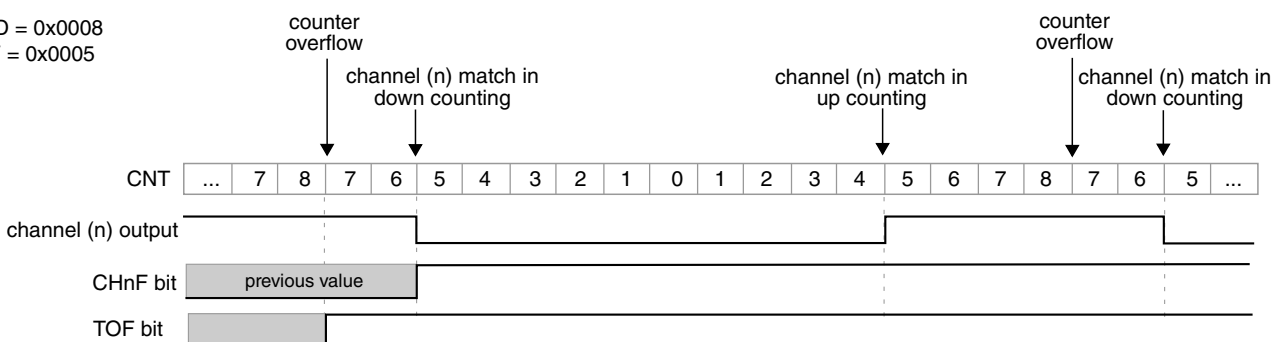 = 0x0008
= 0x0005
counter
overflow
channel (n) match in
down counting
channel (n) match in
up counting
counter
overflow
channel (n) match in
down counting
CNT ... 7 8 7 6 5 4 3 2 1 0 1 2 3 4 5 6 7 8 7 6 5 ...
channel (n) output
CHnF bit previous value
TOF bit